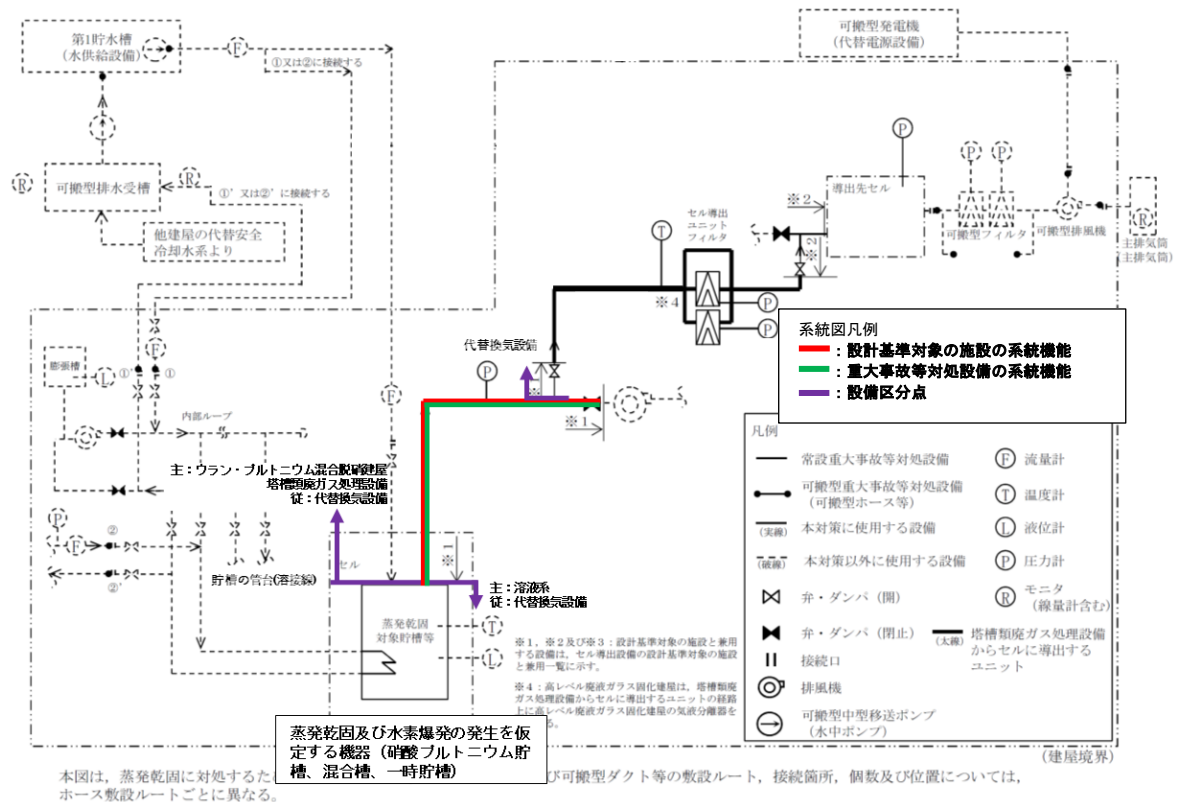 第1貯水槽
(水供給設備)
F
①又は②に接続する
可搬型発電機
(代替電源設備)
R
可搬型排水受槽
R
①’又は②’に接続する
他建屋の代替安全
冷却水系より
P
導出先セル
※2
※2
P
P
可搬型フィルタ
可搬型排風機
R
主排気筒
(主排気筒)
セル導出
ユニット
フィルタ
T
※4
P
P
代替換気設備
P
※
※1
F
F
膨張槽
L
①’
①
内部ループ
主:ウラン・プルトニウム混合脱硝建屋
塔槽類廃ガス処理設備
従:代替換気設備
P
F
②
②’
貯槽の管台(溶接線)
セル
※1
主:溶液系
従:代替換気設備
蒸発乾固
対象貯槽等
T
L
※1,※2及び※3:設計基準対象の施設と兼用
する設備は,セル導出設備の設計基準対象の施設
と兼用一覧に示す。
※4:高レベル廃液ガラス固化建屋は,塔槽類廃
ガス処理設備からセルに導出するユニットの経路
上に高レベル廃液ガラス固化建屋の気液分離器を
る。
蒸発乾固及び水素爆発の発生を仮
定する機器(硝酸プルトニウム貯
槽、混合槽、一時貯槽)
系統図凡例
:設計基準対象の施設の系統機能
:重大事故等対処設備の系統機能
:設備区分点
凡例
常設重大事故等対処設備
可搬型重大事故等対処設備
(可搬型ホース等)
(実線) 本対策に使用する設備
(破線) 本対策以外に使用する設備
弁・ダンパ(開)
弁・ダンパ(閉止)
接続口
排風機
可搬型中型移送ポンプ
(水中ポンプ)
F 流量計
T 温度計
L 液位計
P 圧力計
R モニタ
(線量計含む)
(太線) 塔槽類廃ガス処理設備
からセルに導出する
ユニット
(建屋境界)
本図は,蒸発乾固に対処するた び可搬型ダクト等の敷設ルート,接続箇所,個数及び位置については,
ホース敷設ルートごとに異なる。